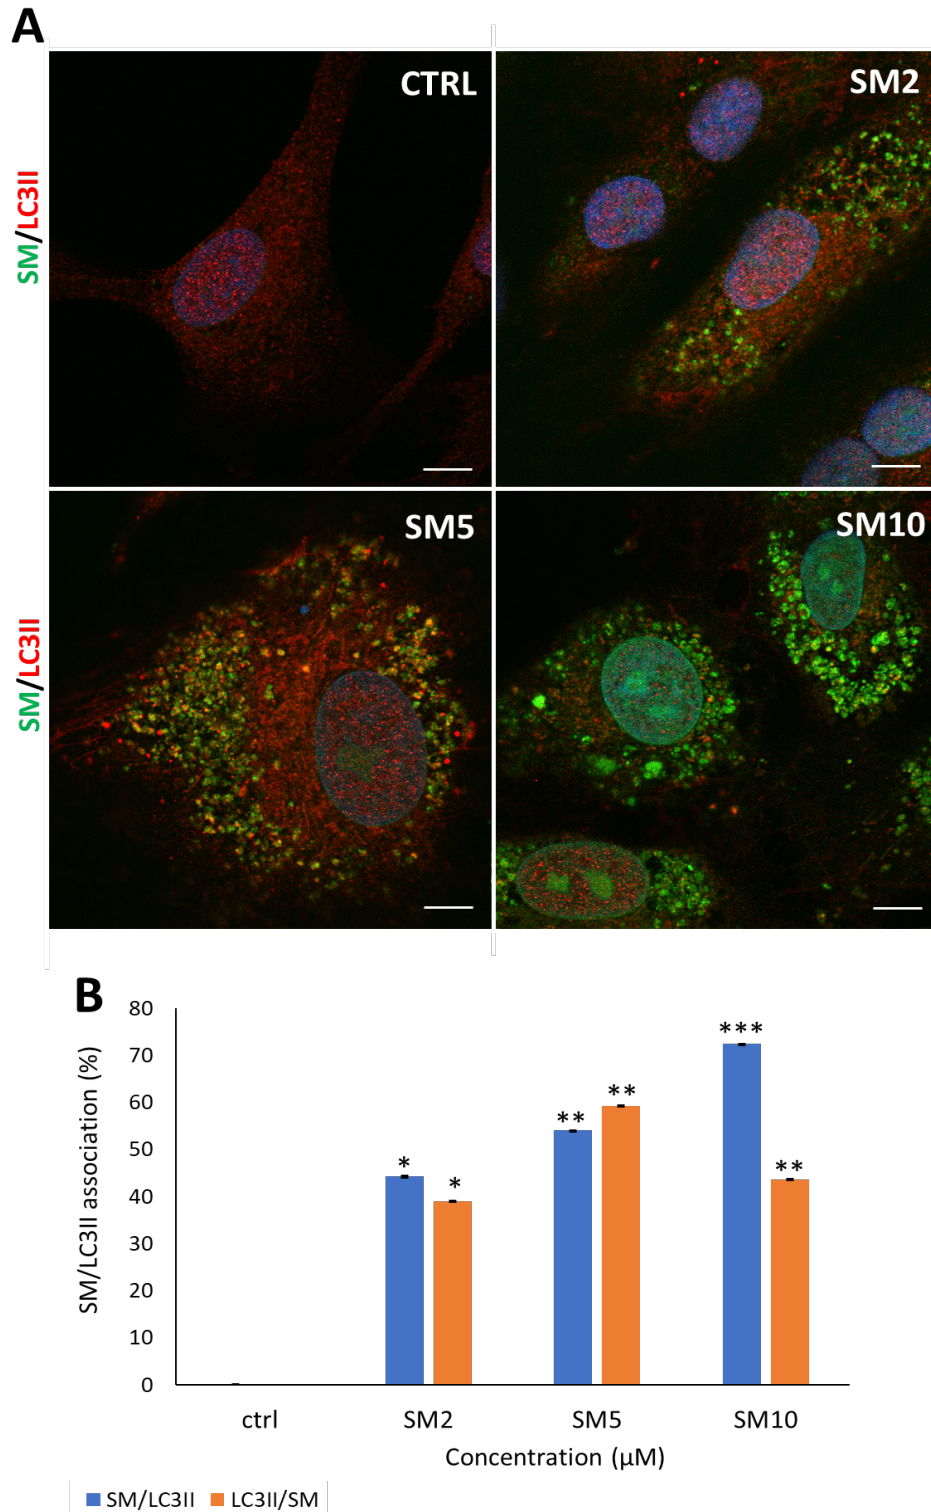 A
CTRL
SM2
SM/LC3II
SM5
SM10
SM/LC3II
B
SM/LC3II association (%)
80
70
60
50
40
30
20
10
0
*
*
**
**
***
**
ctrl
SM2
SM5
SM10
Concentration (μM)
SM/LC3II
LC3II/SM